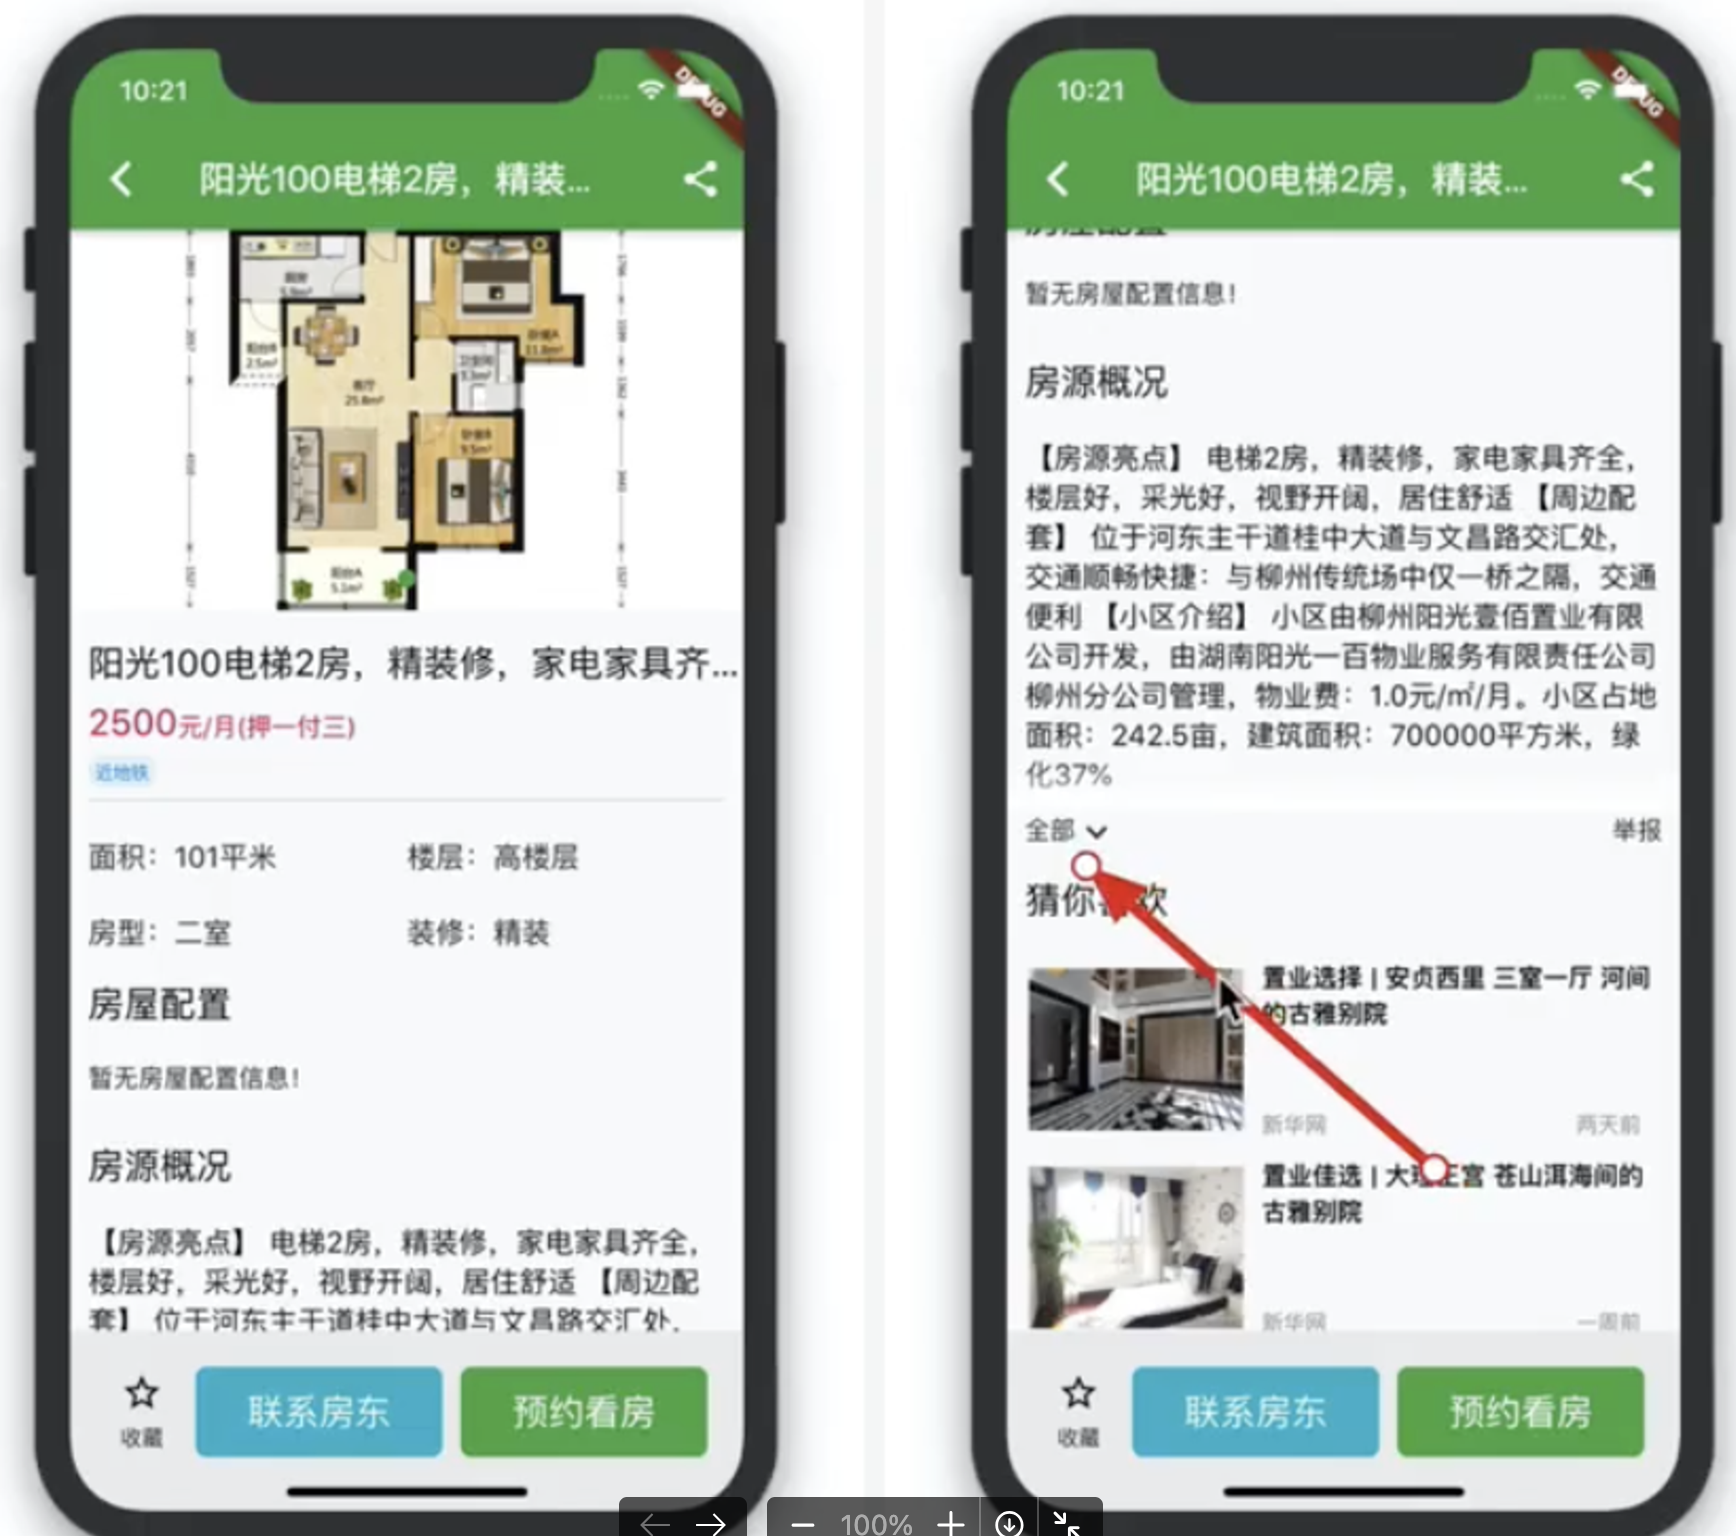 10:21
DEBUG
阳光100电梯2房，精装...
客厅
25.8m²
阳台A
5.1m²
阳光100电梯2房，精装修，家电家具齐...
2500元/月(押一付三)
近地铁
面积：101平米
楼层：高楼层
房型：二室
装修：精装
房屋配置
暂无房屋配置信息！
房源概况
【房源亮点】 电梯2房，精装修，家电家具齐全，
楼层好，采光好，视野开阔，居住舒适 【周边配
套】 位于河东主干道桂中大道与文昌路交汇处，
收藏
联系房东
预约看房
10:21
DEBUG
阳光100电梯2房，精装...
房屋配置
暂无房屋配置信息！
房源概况
【房源亮点】 电梯2房，精装修，家电家具齐全，
楼层好，采光好，视野开阔，居住舒适 【周边配
套】 位于河东主干道桂中大道与文昌路交汇处，
交通顺畅快捷：与柳州传统场中仅一桥之隔，交通
便利 【小区介绍】 小区由柳州阳光壹佰置业有限
公司开发，由湖南阳光一百物业服务有限责任公司
柳州分公司管理，物业费：1.0元/㎡/月。小区占地
面积：242.5亩，建筑面积：700000平方米，绿
化37%
全部
举报
猜你喜欢
置业选择 | 安贞西里 三室一厅 河间
的古雅别院
新华网
两天前
置业佳选 | 大理王宫 苍山洱海间的
古雅别院
新华网
一周前
收藏
联系房东
预约看房
100%